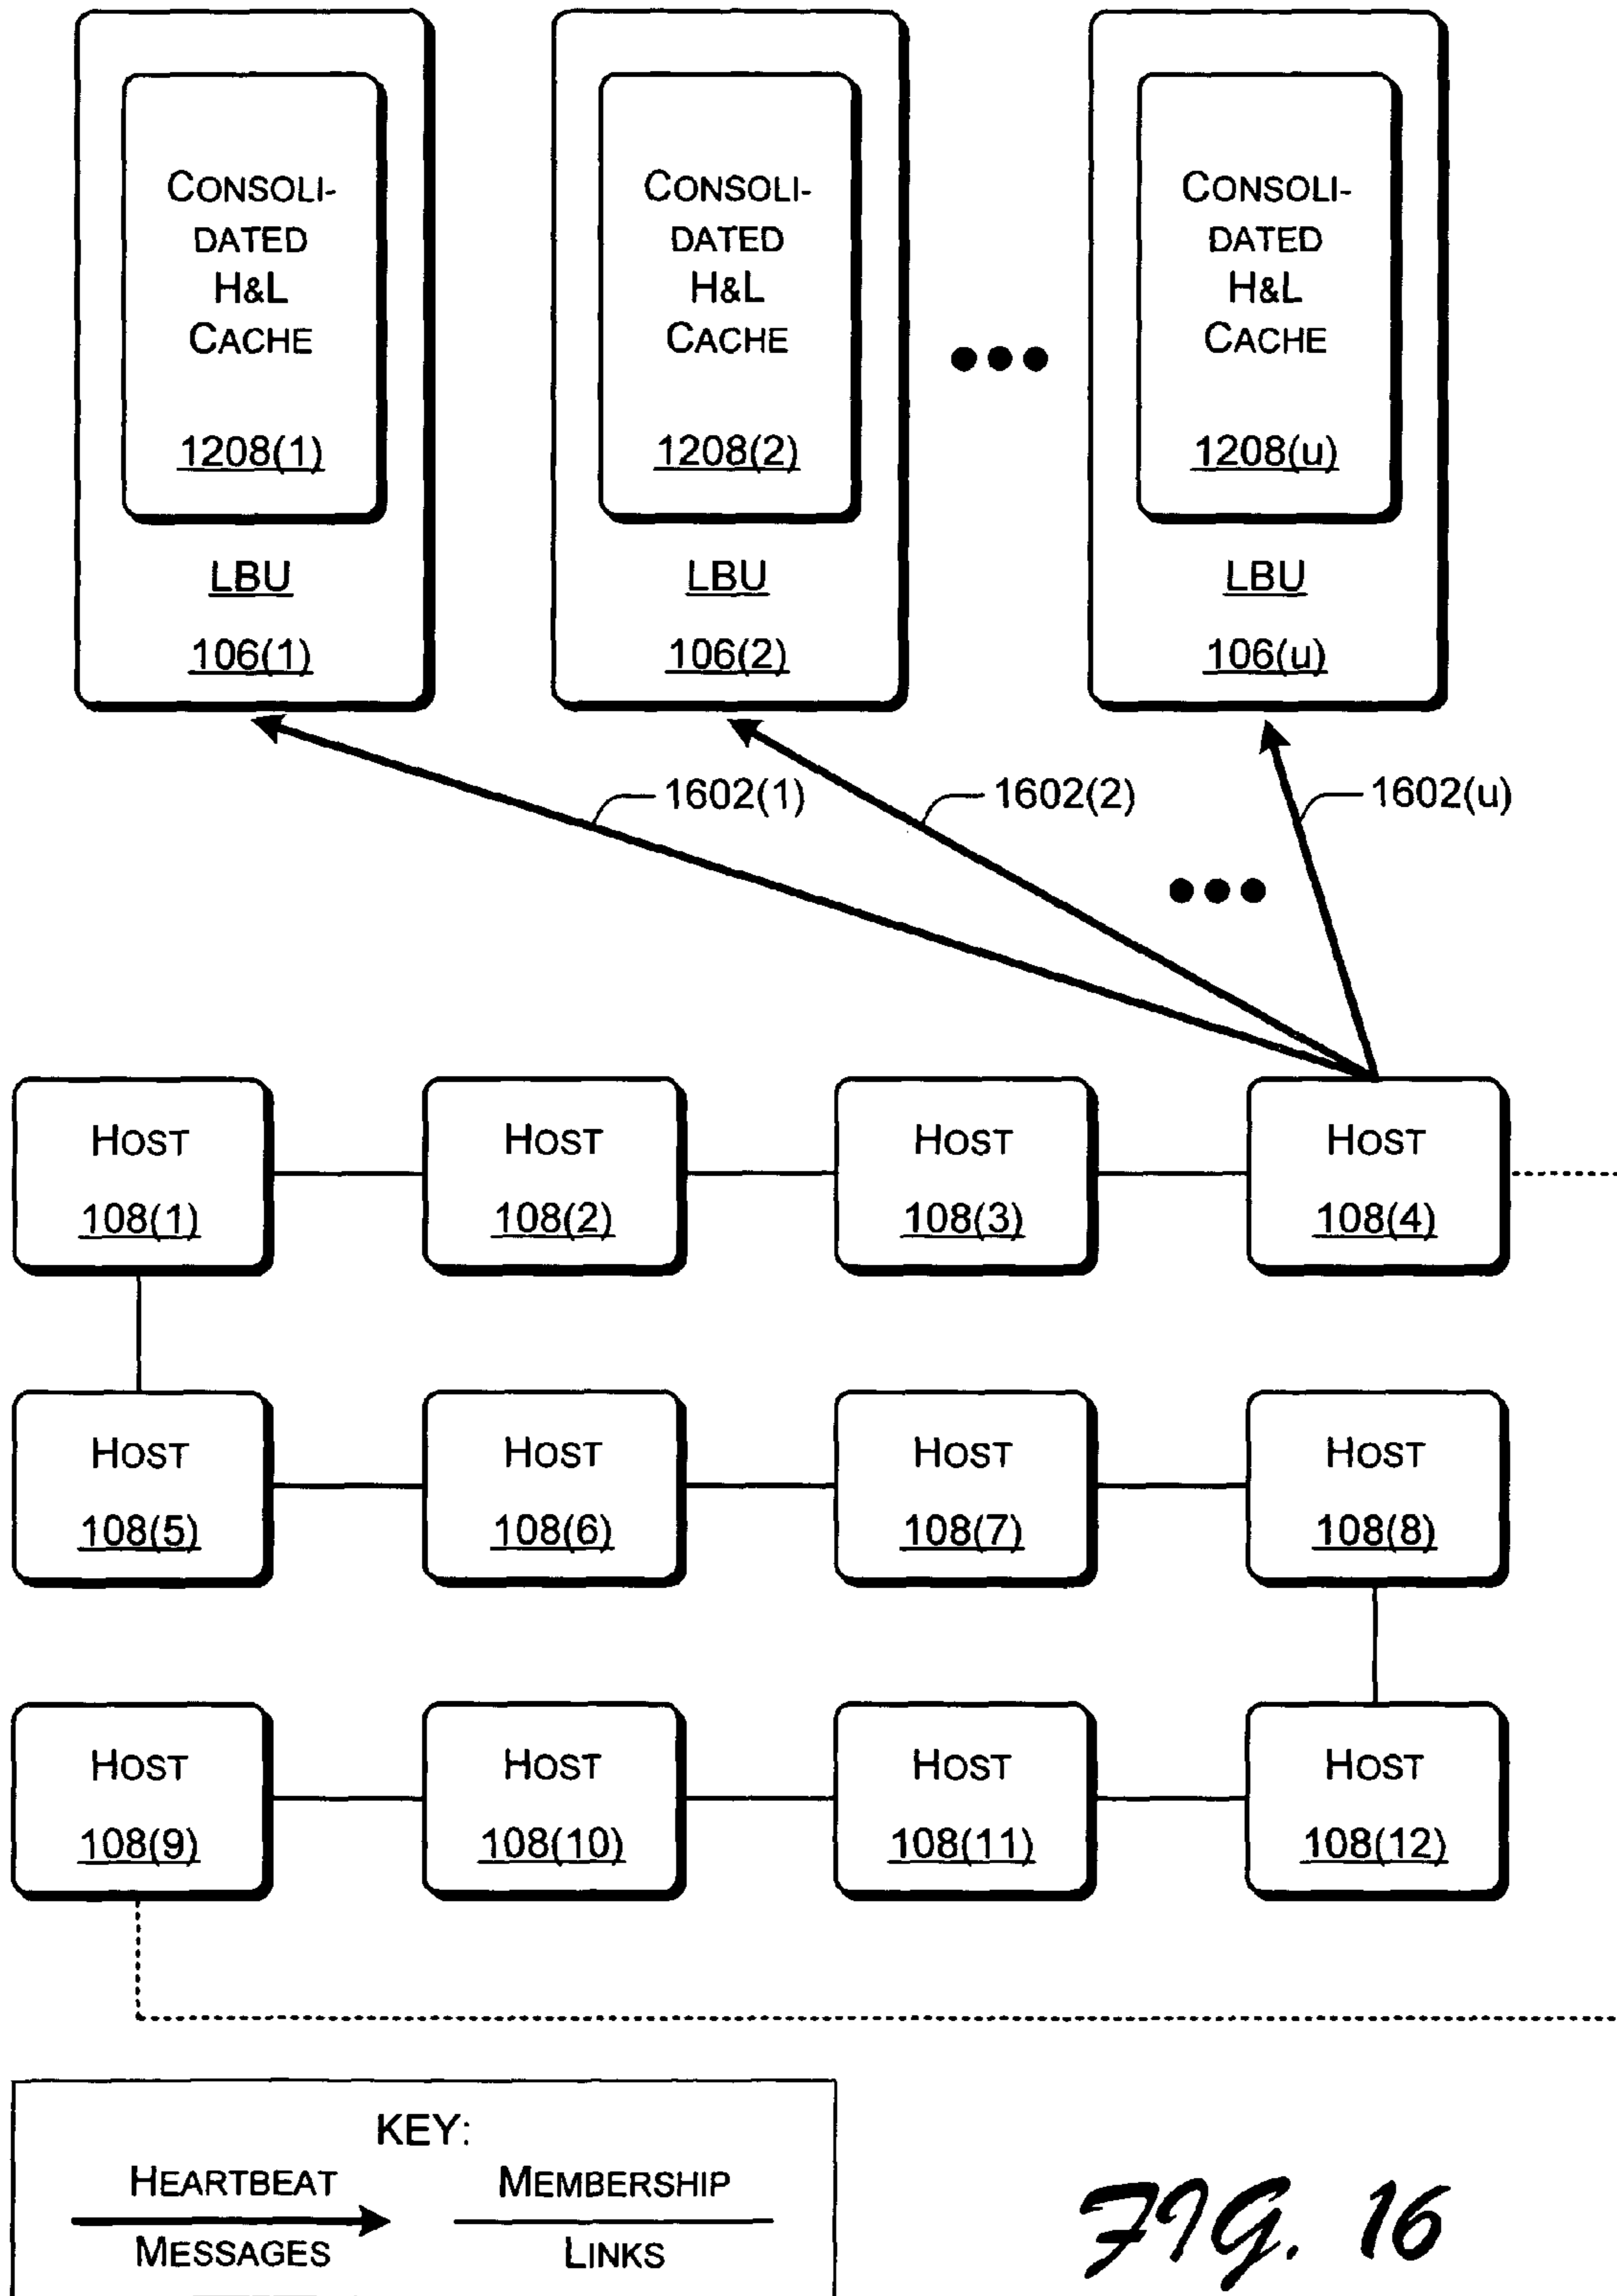 CONSOLI-
DATED
H&L
CACHE
1208(1)
LBU
106(1)
CONSOLI-
DATED
H&L
CACHE
1208(2)
LBU
106(2)
CONSOLI-
DATED
H&L
CACHE
1208(u)
LBU
106(u)
1602(1)
1602(2)
1602(u)
HOST
108(1)
HOST
108(2)
HOST
108(3)
HOST
108(4)
HOST
108(5)
HOST
108(6)
HOST
108(7)
HOST
108(8)
HOST
108(9)
HOST
108(10)
HOST
108(11)
HOST
108(12)
KEY:
HEARTBEAT
MESSAGES
MEMBERSHIP
LINKS
FIG. 16